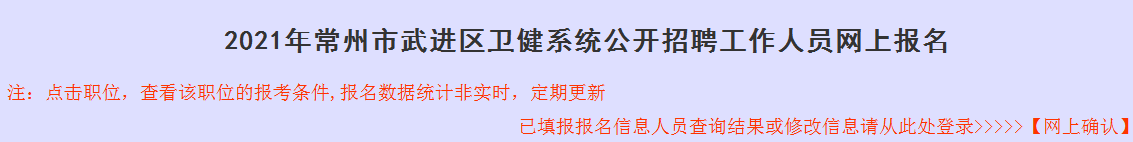 2021年常州市武进区卫健系统公开招聘工作人员网上报名
注：点击职位，查看该职位的报考条件,报名数据统计非实时，定期更新
已填报报名信息人员查询结果或修改信息请从此处登录>>>>>【网上确认】